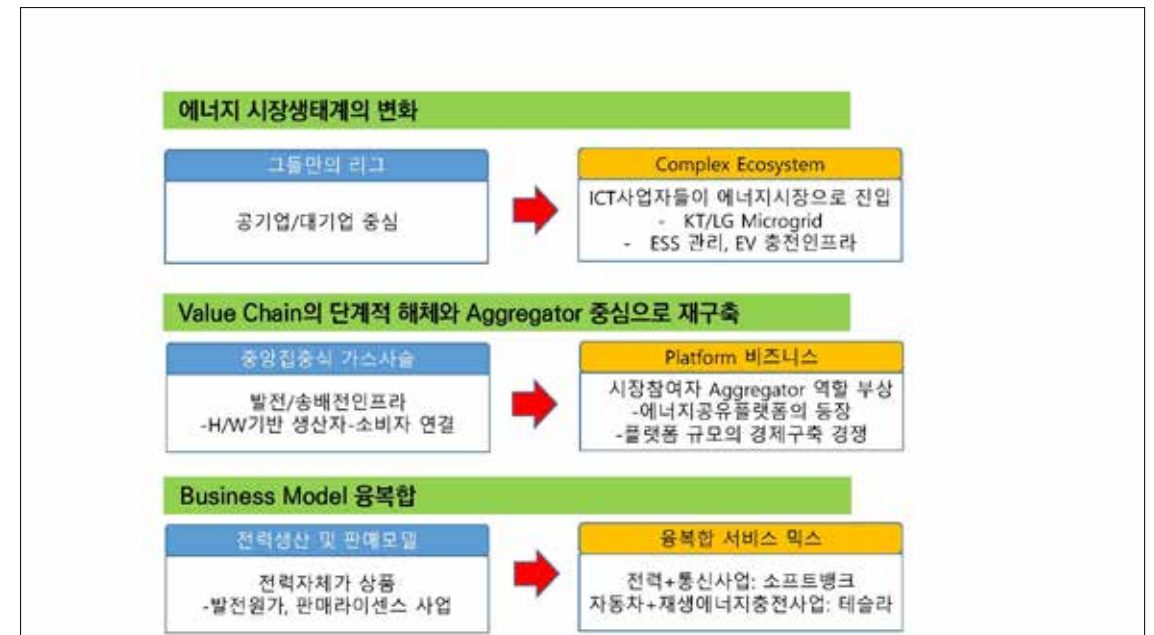 에너지 시장생태계의 변화
그들만의 리그
공기업/대기업 중심
Complex Ecosystem
ICT사업자들이 에너지시장으로 진입
- KT/LG Microgrid
- ESS 관리, EV 충전인프라
Value Chain의 단계적 해체와 Aggregator 중심으로 재구축
중앙집중식 가스사슬
발전/송배전인프라
-H/W기반 생산자-소비자 연결
Platform 비즈니스
시장참여자 Aggregator 역할 부상
-에너지공유플랫폼의 등장
-플랫폼 규모의 경제구축 경쟁
Business Model 융복합
전력생산 및 판매모델
전력자체가 상품
-발전원가, 판매라이센스 사업
융복합 서비스 믹스
전력+통신사업: 소프트뱅크
자동차+재생에너지충전사업: 테슬라